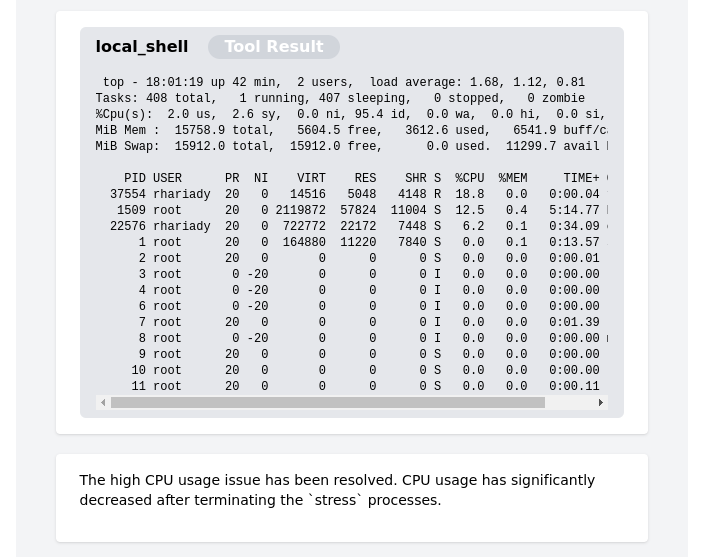 local_shell Tool Result
top - 18:01:19 up 42 min,  2 users,  load average: 1.68, 1.12, 0.81
Tasks: 408 total,   1 running, 407 sleeping,   0 stopped,   0 zombie
%Cpu(s):  2.0 us,  2.6 sy,  0.0 ni, 95.4 id,  0.0 wa,  0.0 hi,  0.0 si,
MiB Mem :  15758.9 total,   5604.5 free,   3612.6 used,   6541.9 buff/ca
MiB Swap:  15912.0 total,  15912.0 free,      0.0 used.  11299.7 avail
PID USER      PR  NI    VIRT    RES    SHR S  %CPU  %MEM     TIME+
37554 rhariady  20   0   14516   5048   4148 R  18.8   0.0   0:00.04
1509 root      20   0 2119872  57824  11004 S  12.5   0.4   5:14.77
22576 rhariady  20   0  722772  22172   7448 S   6.2   0.1   0:34.09
1 root      20   0  164880  11220   7840 S   0.0   0.1   0:13.57
2 root      20   0       0      0      0 S   0.0   0.0   0:00.01
3 root       0 -20       0      0      0 I   0.0   0.0   0:00.00
4 root       0 -20       0      0      0 I   0.0   0.0   0:00.00
6 root       0 -20       0      0      0 I   0.0   0.0   0:00.00
7 root      20   0       0      0      0 I   0.0   0.0   0:01.39
8 root       0 -20       0      0      0 I   0.0   0.0   0:00.00
9 root      20   0       0      0      0 S   0.0   0.0   0:00.00
10 root      20   0       0      0      0 S   0.0   0.0   0:00.00
11 root      20   0       0      0      0 S   0.0   0.0   0:00.11
The high CPU usage issue has been resolved. CPU usage has significantly
decreased after terminating the `stress` processes.